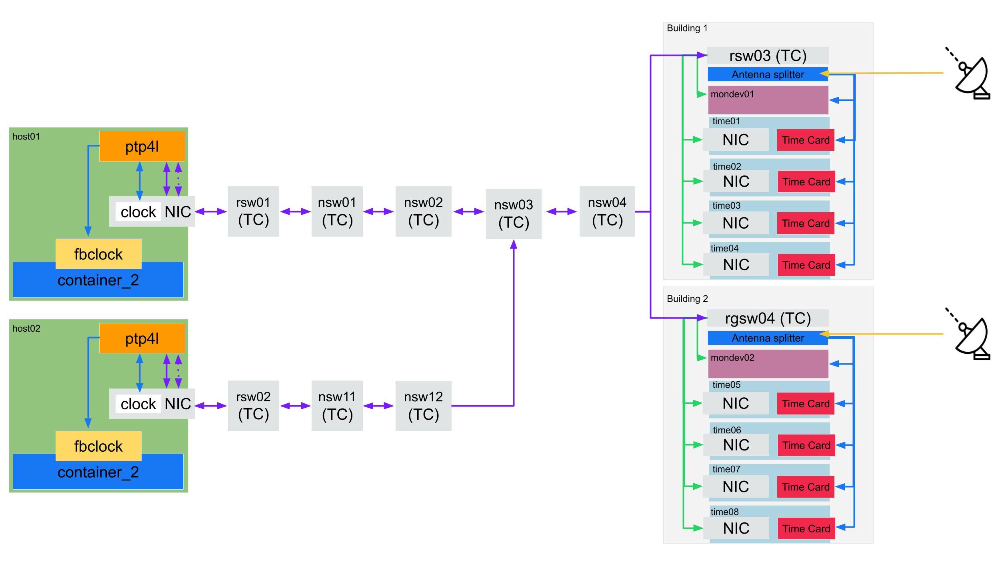 host01
ptp4l
clock NIC
fbclock
container_2
host02
ptp4l
clock NIC
fbclock
container_2
rsw01
(TC)
nsw01
(TC)
nsw02
(TC)
nsw03
(TC)
nsw04
(TC)
rsw02
(TC)
nsw11
(TC)
nsw12
(TC)
Building 1
rsw03 (TC)
Antenna splitter
mondev01
time01
NIC Time Card
time02
NIC Time Card
time03
NIC Time Card
time04
NIC Time Card
Building 2
rgsw04 (TC)
Antenna splitter
mondev02
time05
NIC Time Card
time06
NIC Time Card
time07
NIC Time Card
time08
NIC Time Card